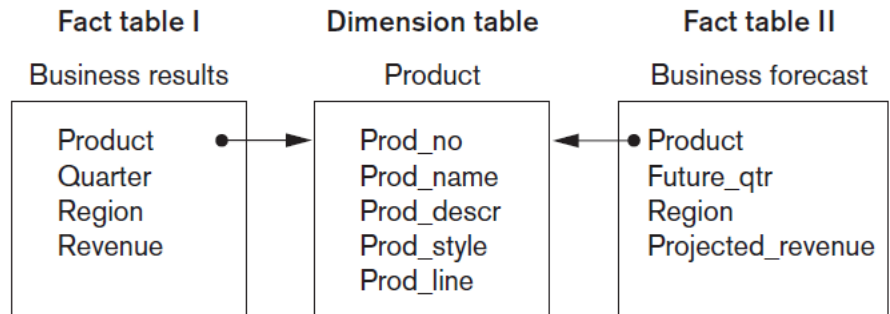 Fact table I
Business results
Product
Quarter
Region
Revenue
Dimension table
Product
Prod_no
Prod_name
Prod_descr
Prod_style
Prod_line
Fact table II
Business forecast
Product
Future_qtr
Region
Projected_revenue